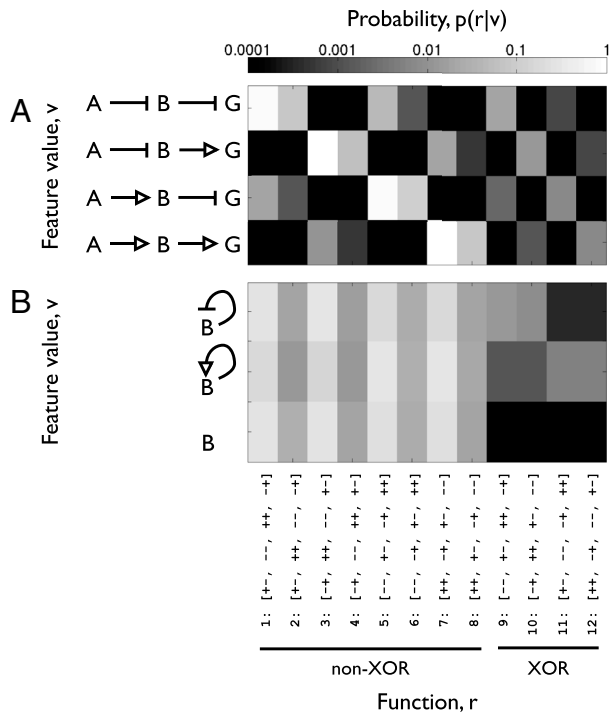 Probability, p(r|v)
0.0001 0.001 0.01 0.1 1
A
Feature value, v
A B G
A B G
A B G
A B G
B
Feature value, v
B
B
B
1: [+-, --, ++, -+]
2: [+-, ++, --, -+]
3: [-+, ++, --, +-]
4: [-+, --, ++, +-]
5: [--, +-, -+, ++]
6: [--, -+, +-, ++]
7: [++, -+, +-, --]
8: [++, +-, -+, --]
9: [--, +-, ++, -+]
10: [-+, ++, +-, --]
11: [+-, --, -+, ++]
12: [++, -+, --, +-]
non-XOR XOR
Function, r